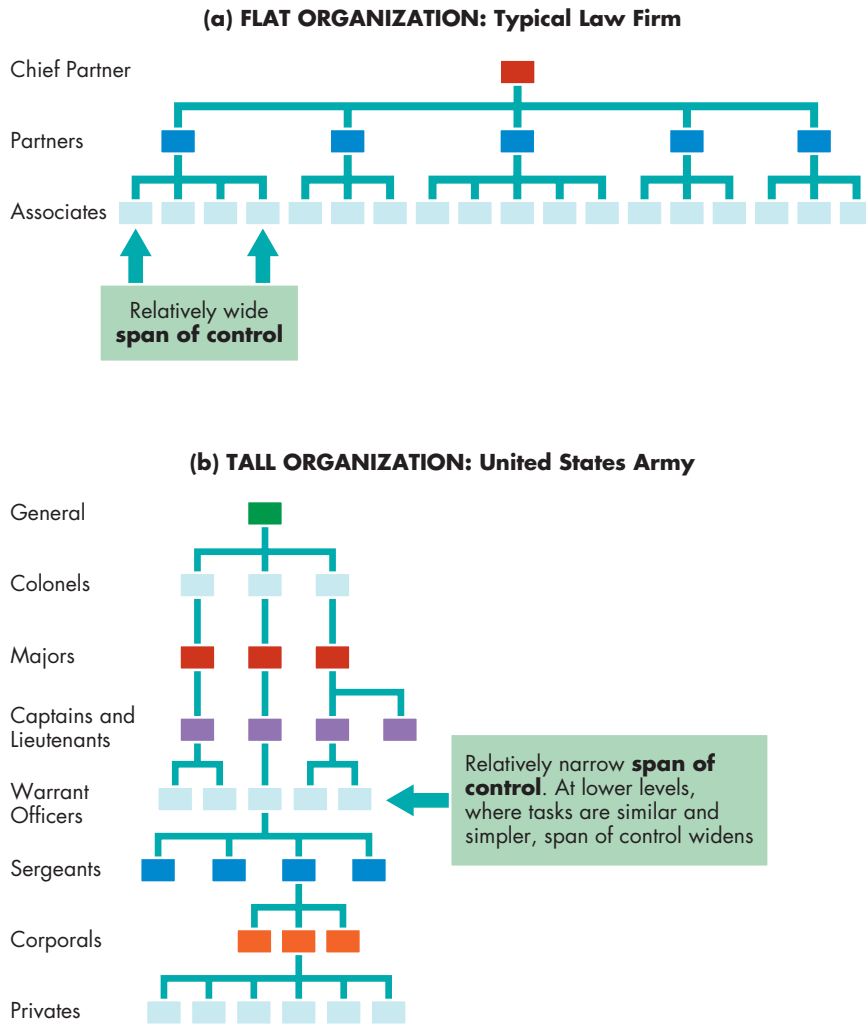 (a) FLAT ORGANIZATION: Typical Law Firm
Chief Partner
Partners
Associates
Relatively wide
span of control
(b) TALL ORGANIZATION: United States Army
General
Colonels
Majors
Captains and
Lieutenants
Warrant
Officers
Relatively narrow span of
control. At lower levels,
where tasks are similar and
simpler, span of control widens
Sergeants
Corporals
Privates